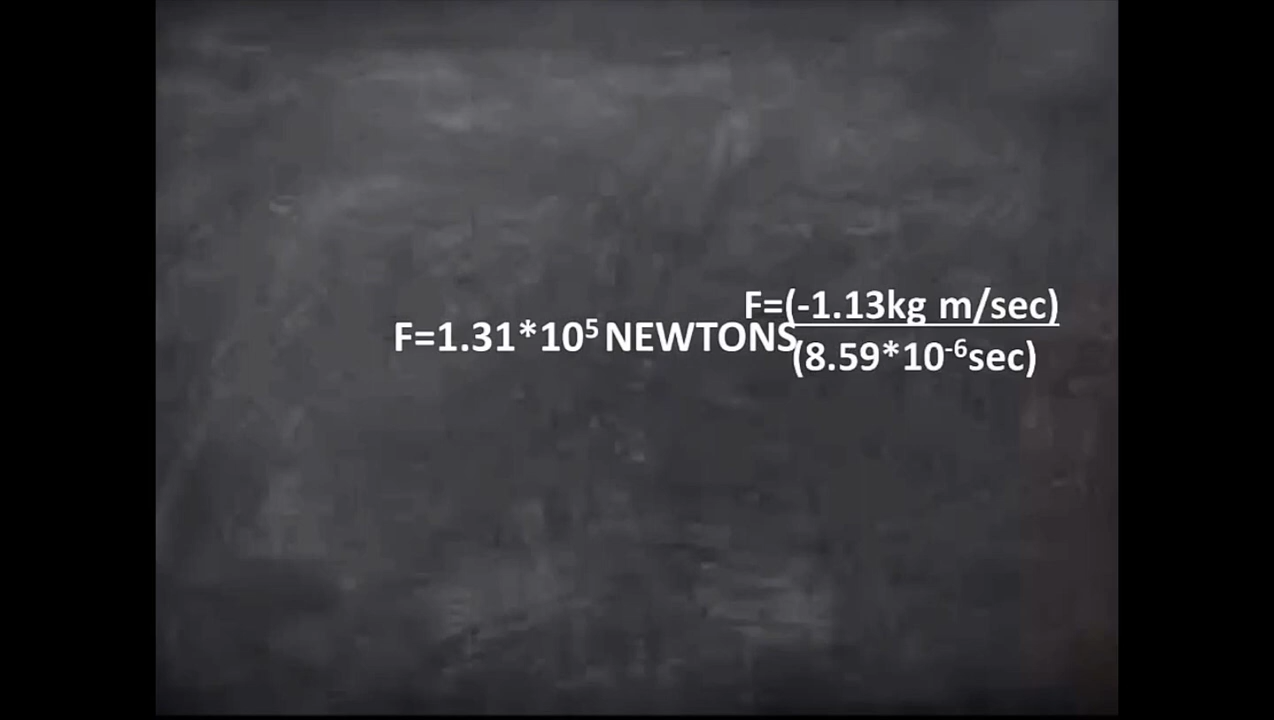 F=1.31*10⁵ NEWTONS
F=(-1.13kg m/sec)
(8.59*10⁻⁶sec)